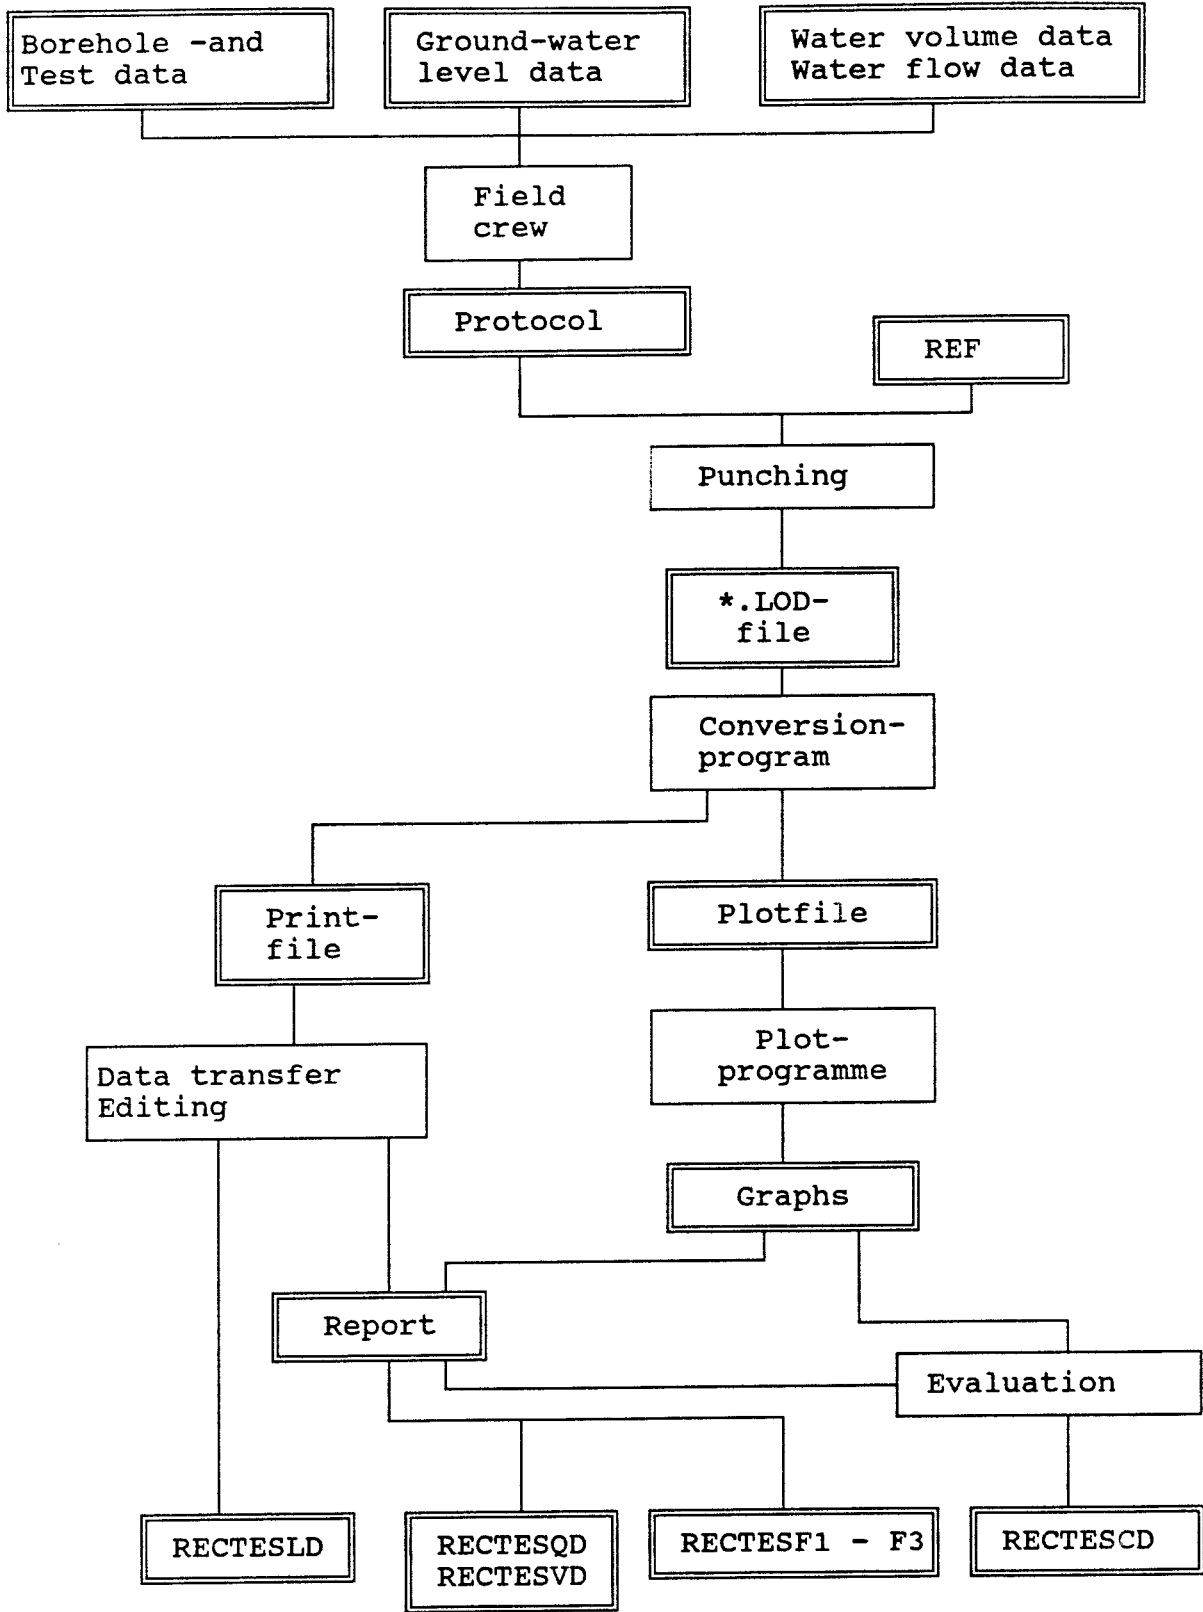 Borehole -and
Test data
Ground-water
level data
Water volume data
Water flow data
Field
crew
Protocol
REF
Punching
*.LOD-
file
Conversion-
program
Print-
file
Plotfile
Data transfer
Editing
Plot-
programme
Graphs
Report
Evaluation
RECTESLD
RECTESQD
RECTESVD
RECTESF1 - F3
RECTESCD